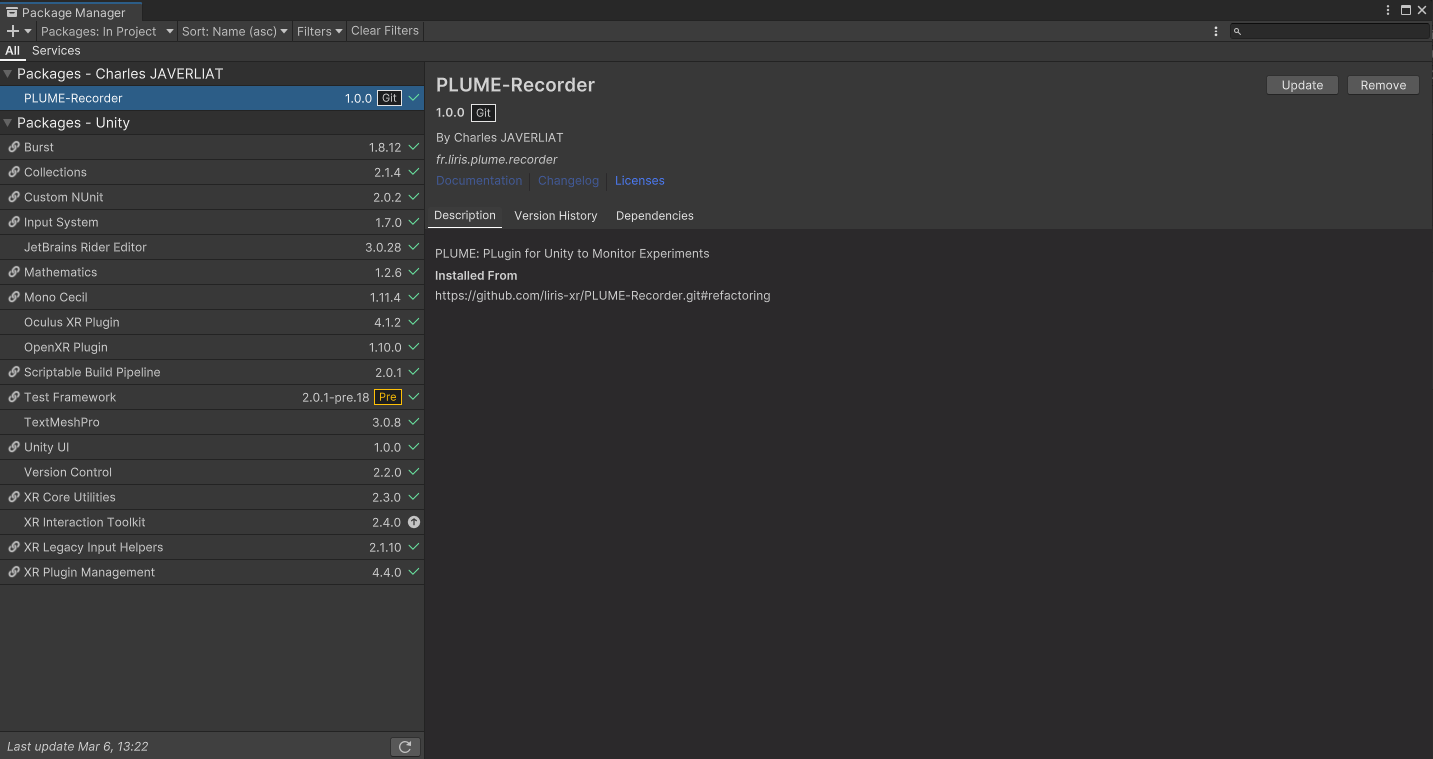 Package Manager
Packages: In Project Sort: Name (asc) Filters Clear Filters
All Services
Packages - Charles JAVERLIAT
PLUME-Recorder 1.0.0 Git
Packages - Unity
Burst 1.8.12
Collections 2.1.4
Custom NUnit 2.0.2
Input System 1.7.0
JetBrains Rider Editor 3.0.28
Mathematics 1.2.6
Mono Cecil 1.11.4
Oculus XR Plugin 4.1.2
OpenXR Plugin 1.10.0
Scriptable Build Pipeline 2.0.1
Test Framework 2.0.1-pre.18 Pre
TextMeshPro 3.0.8
Unity UI 1.0.0
Version Control 2.2.0
XR Core Utilities 2.3.0
XR Interaction Toolkit 2.4.0
XR Legacy Input Helpers 2.1.10
XR Plugin Management 4.4.0
Last update Mar 6, 13:22
PLUME-Recorder
Update Remove
1.0.0 Git
By Charles JAVERLIAT
fr.liris.plume.recorder
Documentation Changelog Licenses
Description Version History Dependencies
PLUME: PLugin for Unity to Monitor Experiments
Installed From
https://github.com/liris-xr/PLUME-Recorder.git#refactoring